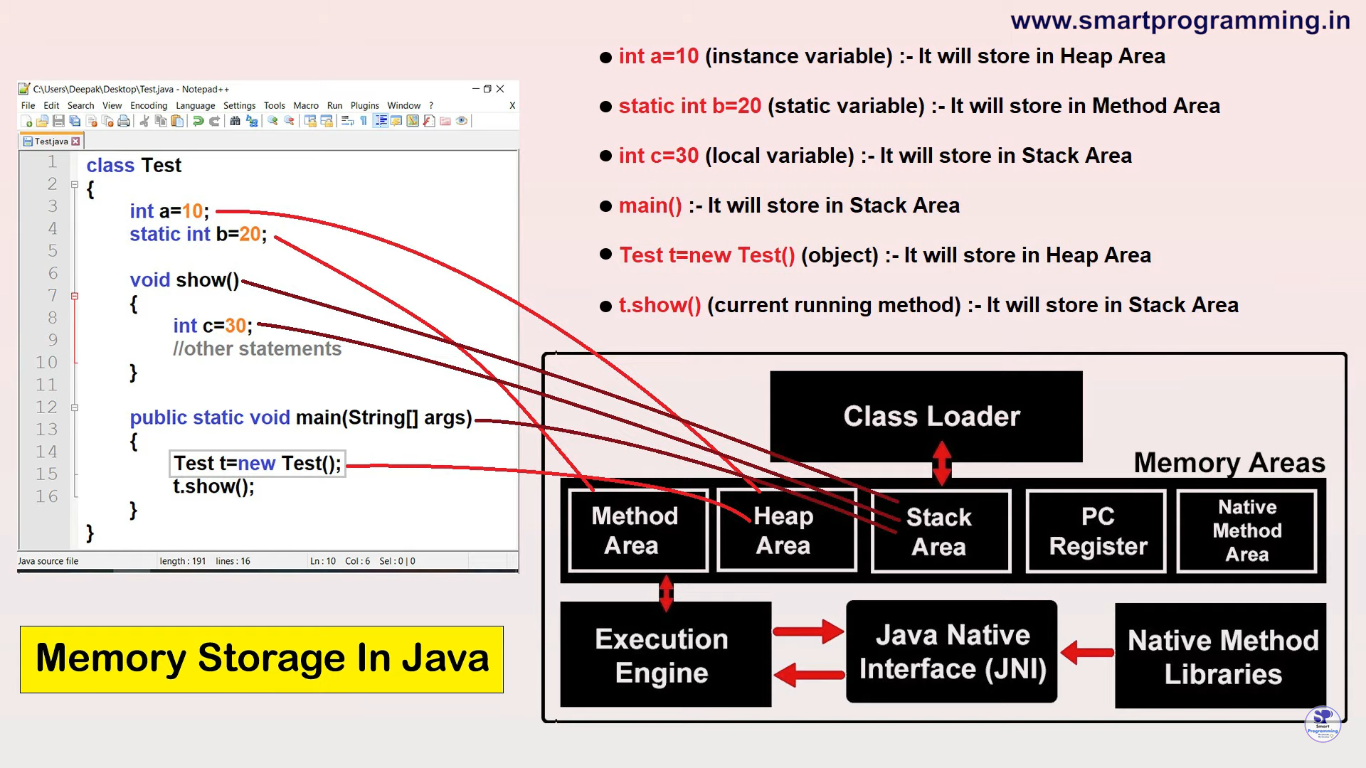 www.smartprogramming.in
int a=10 (instance variable) :- It will store in Heap Area
static int b=20 (static variable) :- It will store in Method Area
int c=30 (local variable) :- It will store in Stack Area
main() :- It will store in Stack Area
Test t=new Test() (object) :- It will store in Heap Area
t.show() (current running method) :- It will store in Stack Area
C:\Users\Deepak\Desktop\Test.java - Notepad++
File Edit Search View Encoding Language Settings Tools Macro Run Plugins Window ? X
Test.java
1 class Test
2 {
3 int a=10;
4 static int b=20;
5
6 void show()
7 {
8 int c=30;
9 //other statements
10 }
11
12 public static void main(String[] args)
13 {
14 Test t=new Test();
15 t.show();
16 }
}
Java source file length : 191 lines : 16 Ln : 10 Col : 6 Sel : 0 | 0
Memory Storage In Java
Class Loader
Memory Areas
Method
Area
Heap
Area
Stack
Area
PC
Register
Native
Method
Area
Execution
Engine
Java Native
Interface (JNI)
Native Method
Libraries
Smart
Programming